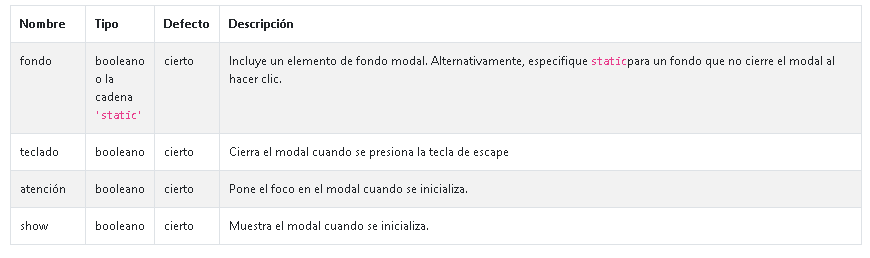 Nombre Tipo Defecto Descripción
fondo booleano cierto Incluye un elemento de fondo modal. Alternativamente, especifique staticpara un fondo que no cierre el modal al
o la hacer clic.
cadena
'static'
teclado booleano cierto Cierra el modal cuando se presiona la tecla de escape
atención booleano cierto Pone el foco en el modal cuando se inicializa.
show booleano cierto Muestra el modal cuando se inicializa.